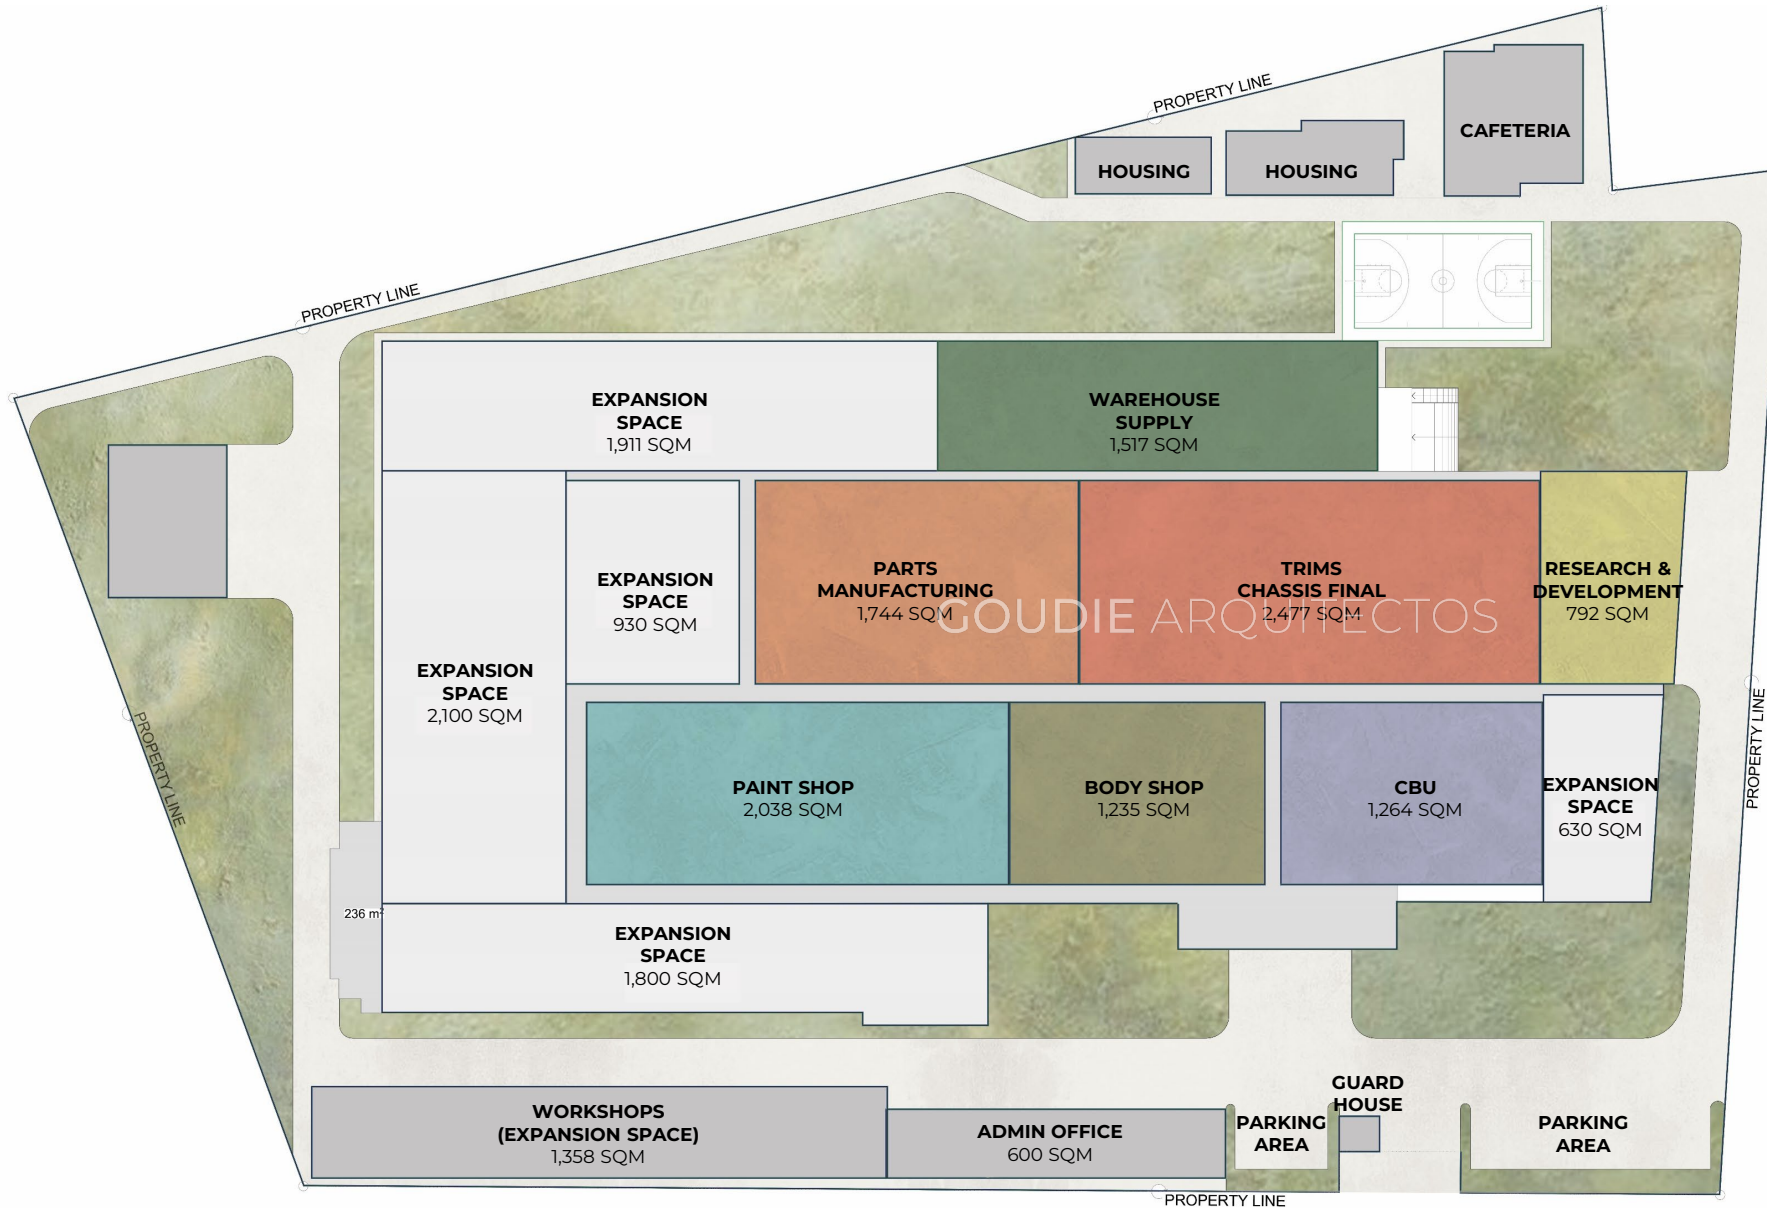 PROPERTY LINE
CAFETERIA
HOUSING
HOUSING
PROPERTY LINE
EXPANSION
SPACE
1,911 SQM
WAREHOUSE
SUPPLY
1,517 SQM
EXPANSION
SPACE
930 SQM
PARTS
MANUFACTURING
1,744 SQM
TRIMS
CHASSIS FINAL
2,477 SQM
RESEARCH &
DEVELOPMENT
792 SQM
GOUDIE ARQUITECTOS
EXPANSION
SPACE
2,100 SQM
PROPERTY LINE
PROPERTY LINE
PAINT SHOP
2,038 SQM
BODY SHOP
1,235 SQM
CBU
1,264 SQM
EXPANSION
SPACE
630 SQM
236 m²
EXPANSION
SPACE
1,800 SQM
WORKSHOPS
(EXPANSION SPACE)
1,358 SQM
ADMIN OFFICE
600 SQM
PARKING
AREA
GUARD
HOUSE
PARKING
AREA
PROPERTY LINE